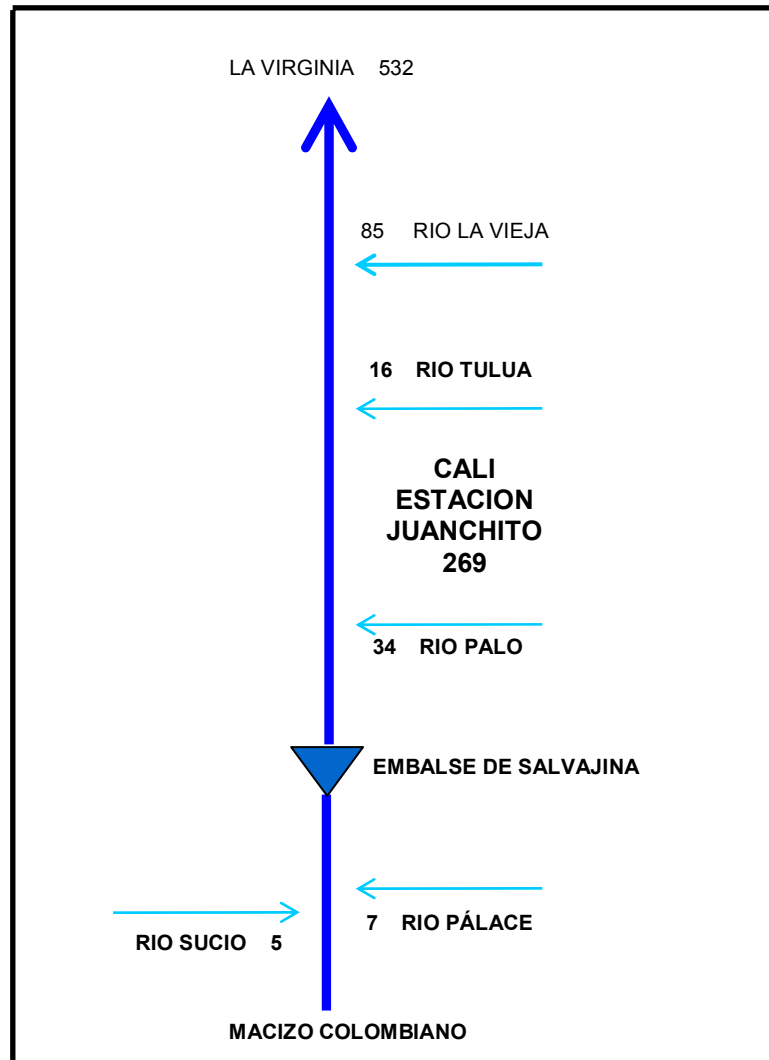 LA VIRGINIA 532
85 RIO LA VIEJA
16 RIO TULUA
CALI
ESTACION
JUANCHITO
269
34 RIO PALO
EMBALSE DE SALVAJINA
7 RIO PÁLACE
RIO SUCIO 5
MACIZO COLOMBIANO